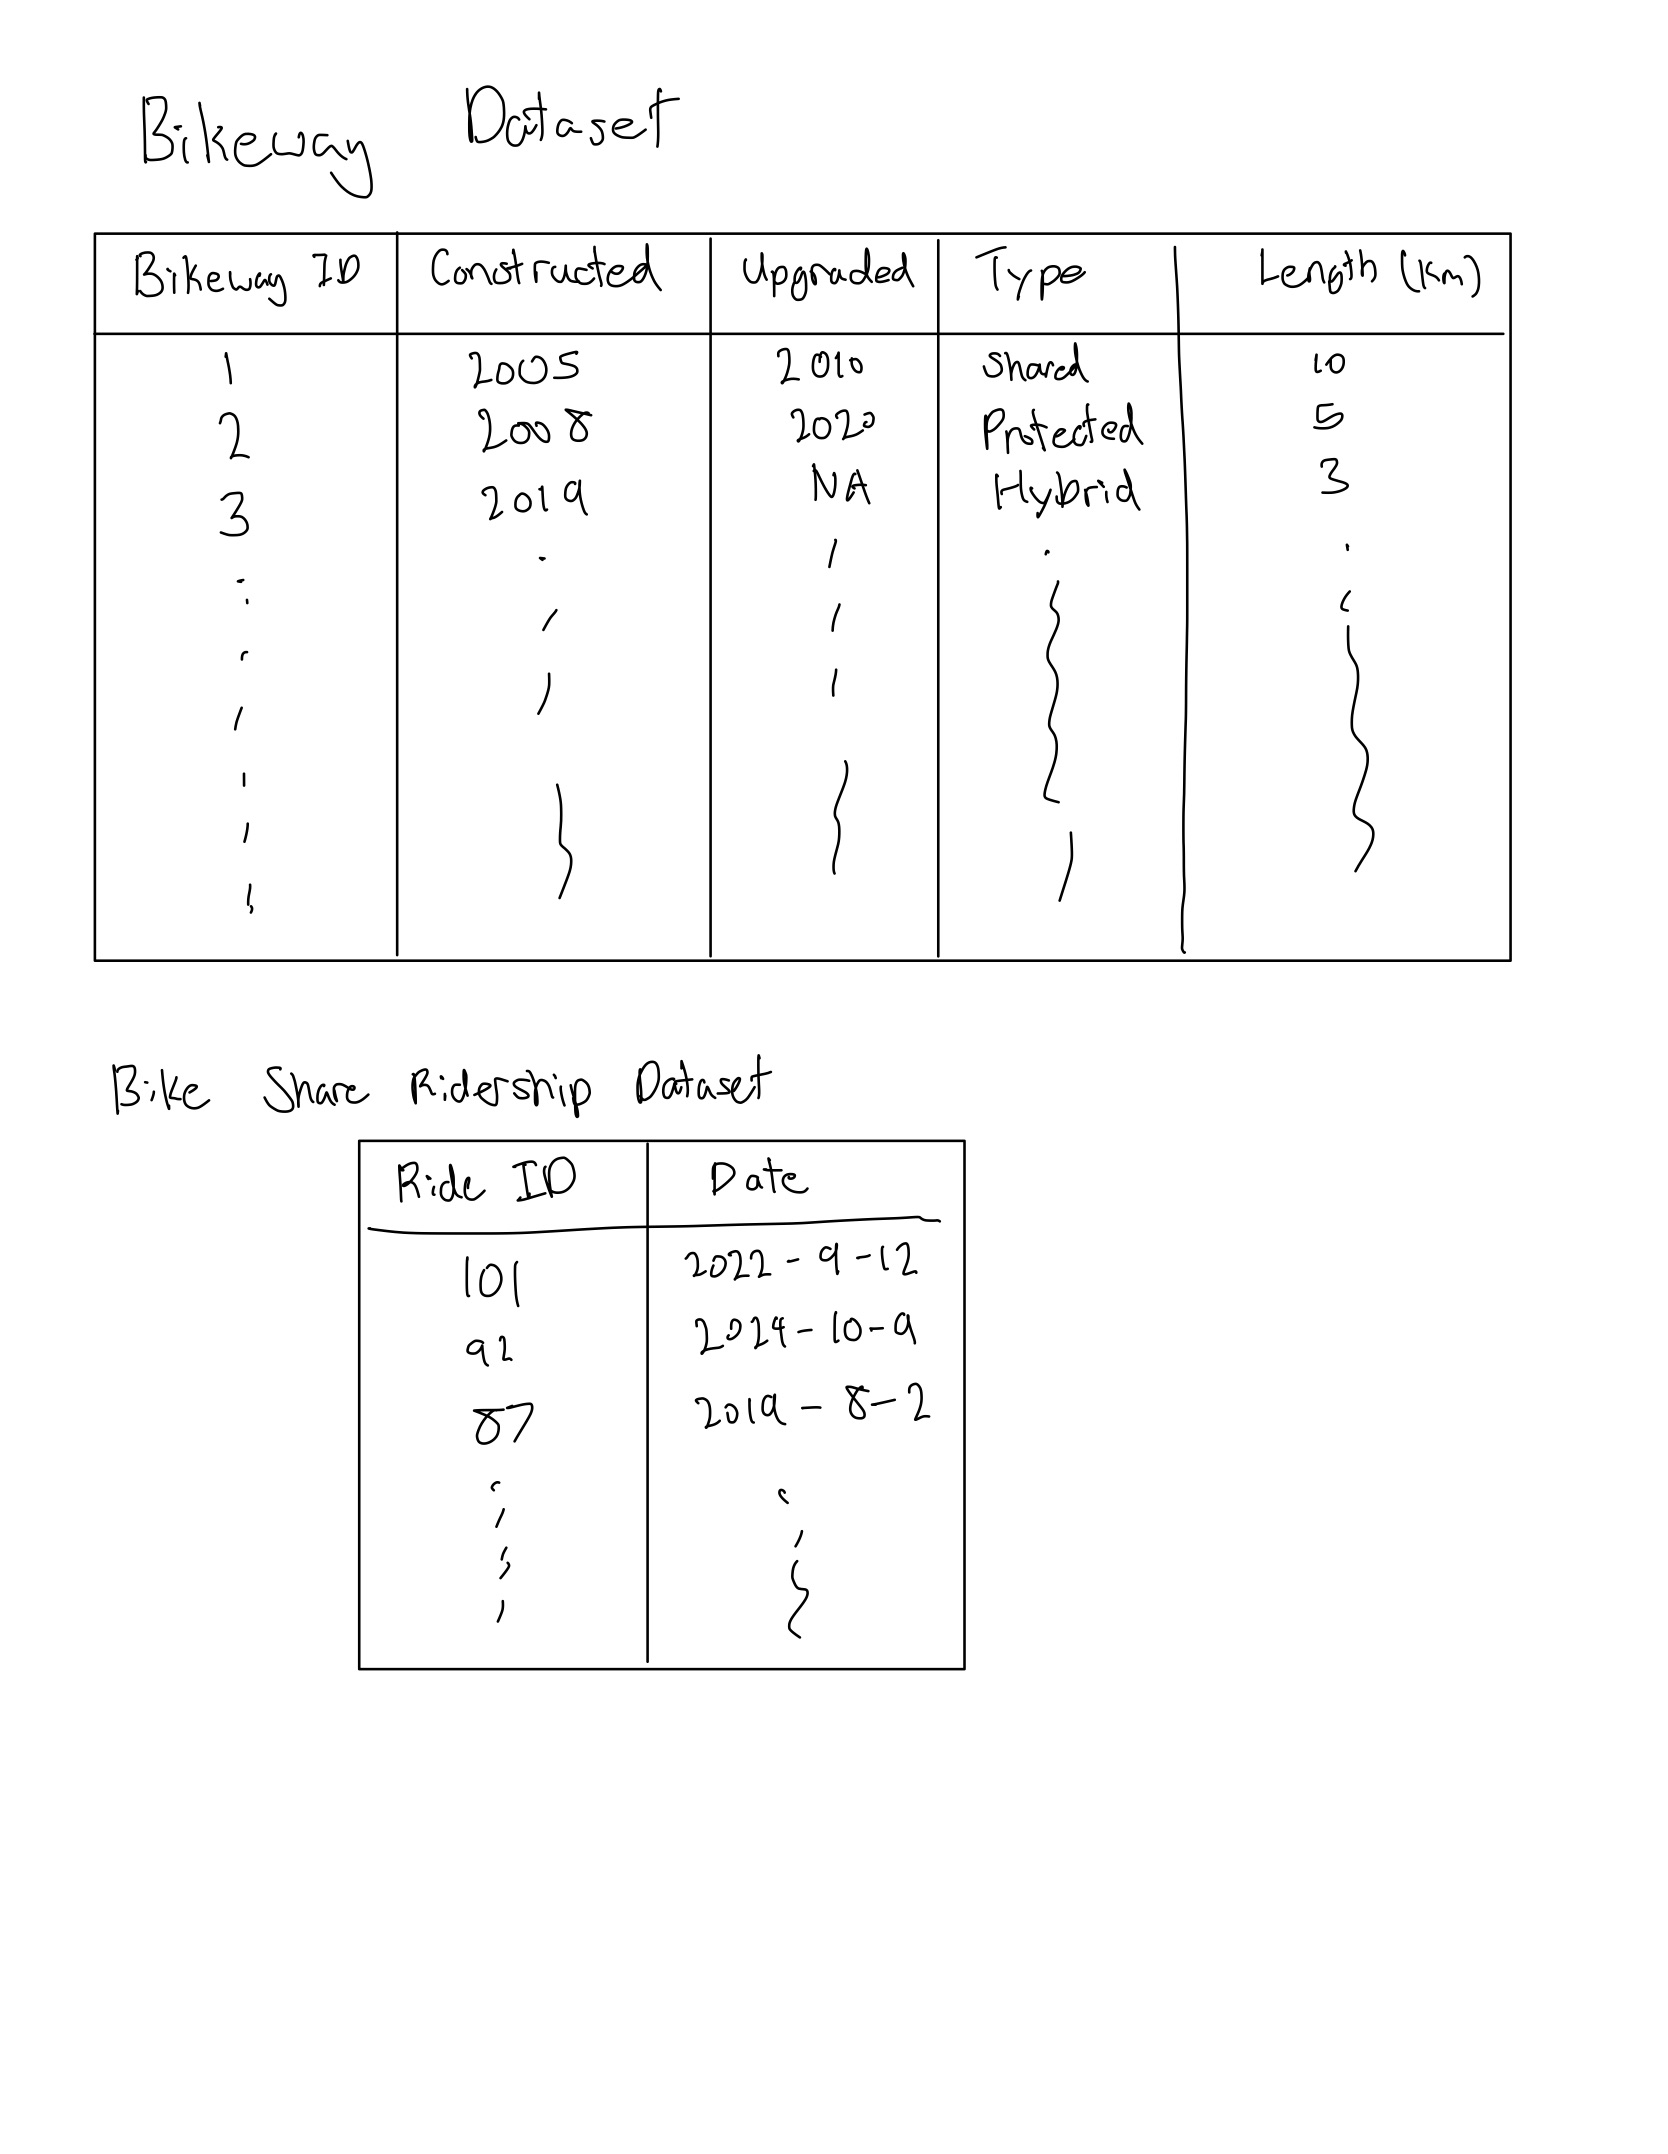 Bikeway Dataset
Bikeway ID Constructed Upgraded Type Length (Km)
1 2005 2010 Shared 10
2 2008 2020 Protected 5
3 2019 NA Hybrid 3
Bike Share Ridership Dataset
Ride ID Date
101 2022-9-12
92 2024-10-9
87 2019-8-2